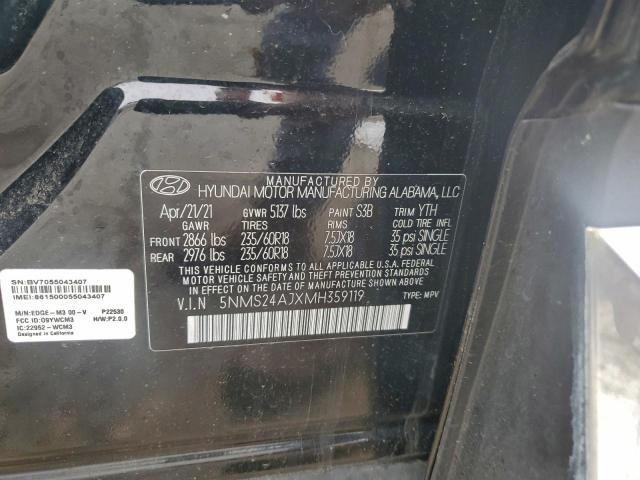 MANUFACTURED BY
HYUNDAI MOTOR MANUFACTURING ALABAMA, LLC
Apr/21/21 GVWR 5137 lbs PAINT S3B TRIM YTH
GAWR TIRES RIMS COLD TIRE INFL
FRONT 2866 lbs 235/60R18 7.5JX18 35 psi SINGLE
REAR 2976 lbs 235/60R18 7.5JX18 35 psi SINGLE
THIS VEHICLE CONFORMS TO ALL APPLICABLE FEDERAL
MOTOR VEHICLE SAFETY, BUMPER, AND THEFT PREVENTION
STANDARDS IN EFFECT ON THE DATE OF MANUFACTURE SHOWN ABOVE.
V.I.N 5NMS24AJXMH359119 TYPE: MPV
SN:BV7055043407
IMEI:861500055043407
M/N:EDGE-M3 00-V P22530
FCC ID:O9YWCM3 H/W:P2.0.0
IC:22952-WCM3
Designed in California